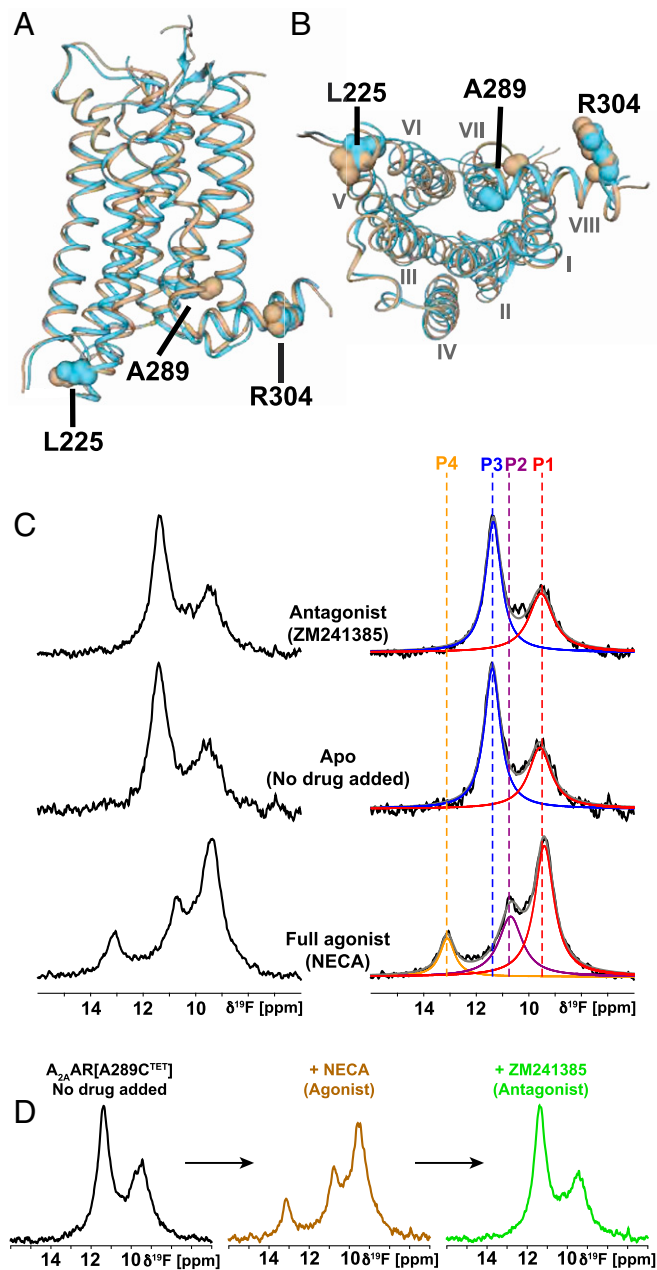 A
B
L225
A289
R304
VI
VII
V
VIII
III
I
II
IV
A289
R304
L225
C
P4
P3
P2
P1
Antagonist
(ZM241385)
Apo
(No drug added)
Full agonist
(NECA)
14 12 10 δ¹⁹F [ppm]
14 12 10 δ¹⁹F [ppm]
D
A₂AAR[A289Cᵀᴱᵀ]
No drug added
+ NECA
(Agonist)
+ ZM241385
(Antagonist)
14 12 10 δ¹⁹F [ppm]
14 12 10 δ¹⁹F [ppm]
14 12 10 δ¹⁹F [ppm]